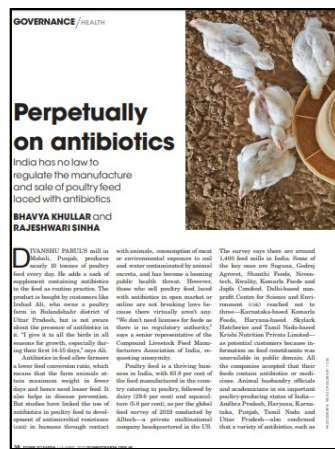 GOVERNANCE/HEALTH
Perpetually
on antibiotics
India has no law to
regulate the manufacture
and sale of poultry feed
laced with antibiotics
BHAVYA KHULLAR and
RAJESHWARI SINHA
DIVANSHU PARUL'S mill in
Mohali, Punjab, produces
nearly 10 tonnes of poultry
feed every day. He adds a sack of
supplement containing antibiotics
to the feed as routine practice. The
product is bought by customers like
Irshad Ali, who owns a poultry
farm in Bulandshahr district of
Uttar Pradesh, but is not aware
about the presence of antibiotics in
it. "I give it to all the birds in all
seasons for growth, especially dur-
ing their first 14-15 days," says Ali.
Antibiotics in feed allow farmers
a lower feed conversion ratio, which
means that the farm animals at-
tain maximum weight in fewer
days and hence need lesser feed. It
also helps in disease prevention.
But studies have linked the use of
antibiotics in poultry feed to devel-
opment of antimicrobial resistance
(AMR) in humans through contact
with animals, consumption of meat
or environmental exposure to soil
and water contaminated by animal
excreta, and has become a looming
public health threat. However,
those who sell poultry feed laced
with antibiotics in open market or
online are not breaking laws be-
cause there virtually aren't any.
"We don't need licenses for feeds as
there is no regulatory authority,"
says a senior representative of the
Compound Livestock Feed Manu-
facturers Association of India, re-
questing anonymity.
Poultry feed is a thriving busi-
ness in India, with 63.9 per cent of
the feed manufactured in the coun-
try catering to poultry, followed by
dairy (29.6 per cent) and aquacul-
ture (5.8 per cent), as per the global
feed survey of 2019 conducted by
Alltech—a private multinational
company headquartered in the US.
The survey says there are around
1,400 feed mills in India. Some of
the key ones are Suguna, Godrej
Agrovet, Shanthi Feeds, Noven-
tech, Kwality, Komarla Feeds and
Japfa Comfeed. Delhi-based non-
profit Centre for Science and Envi-
ronment (CSE) reached out to
three—Karnataka-based Komarla
Feeds, Haryana-based Skylark
Hatcheries and Tamil Nadu-based
Krishi Nutrition Private Limited—
as potential customers because in-
formation on feed constituents was
unavailable in public domain. All
the companies accepted that their
feeds contain antibiotics or medi-
cines. Animal husbandry officials
and academicians in six important
poultry-producing states of India—
Andhra Pradesh, Haryana, Karna-
taka, Punjab, Tamil Nadu and
Uttar Pradesh—also confirmed
that a variety of antibiotics, such as